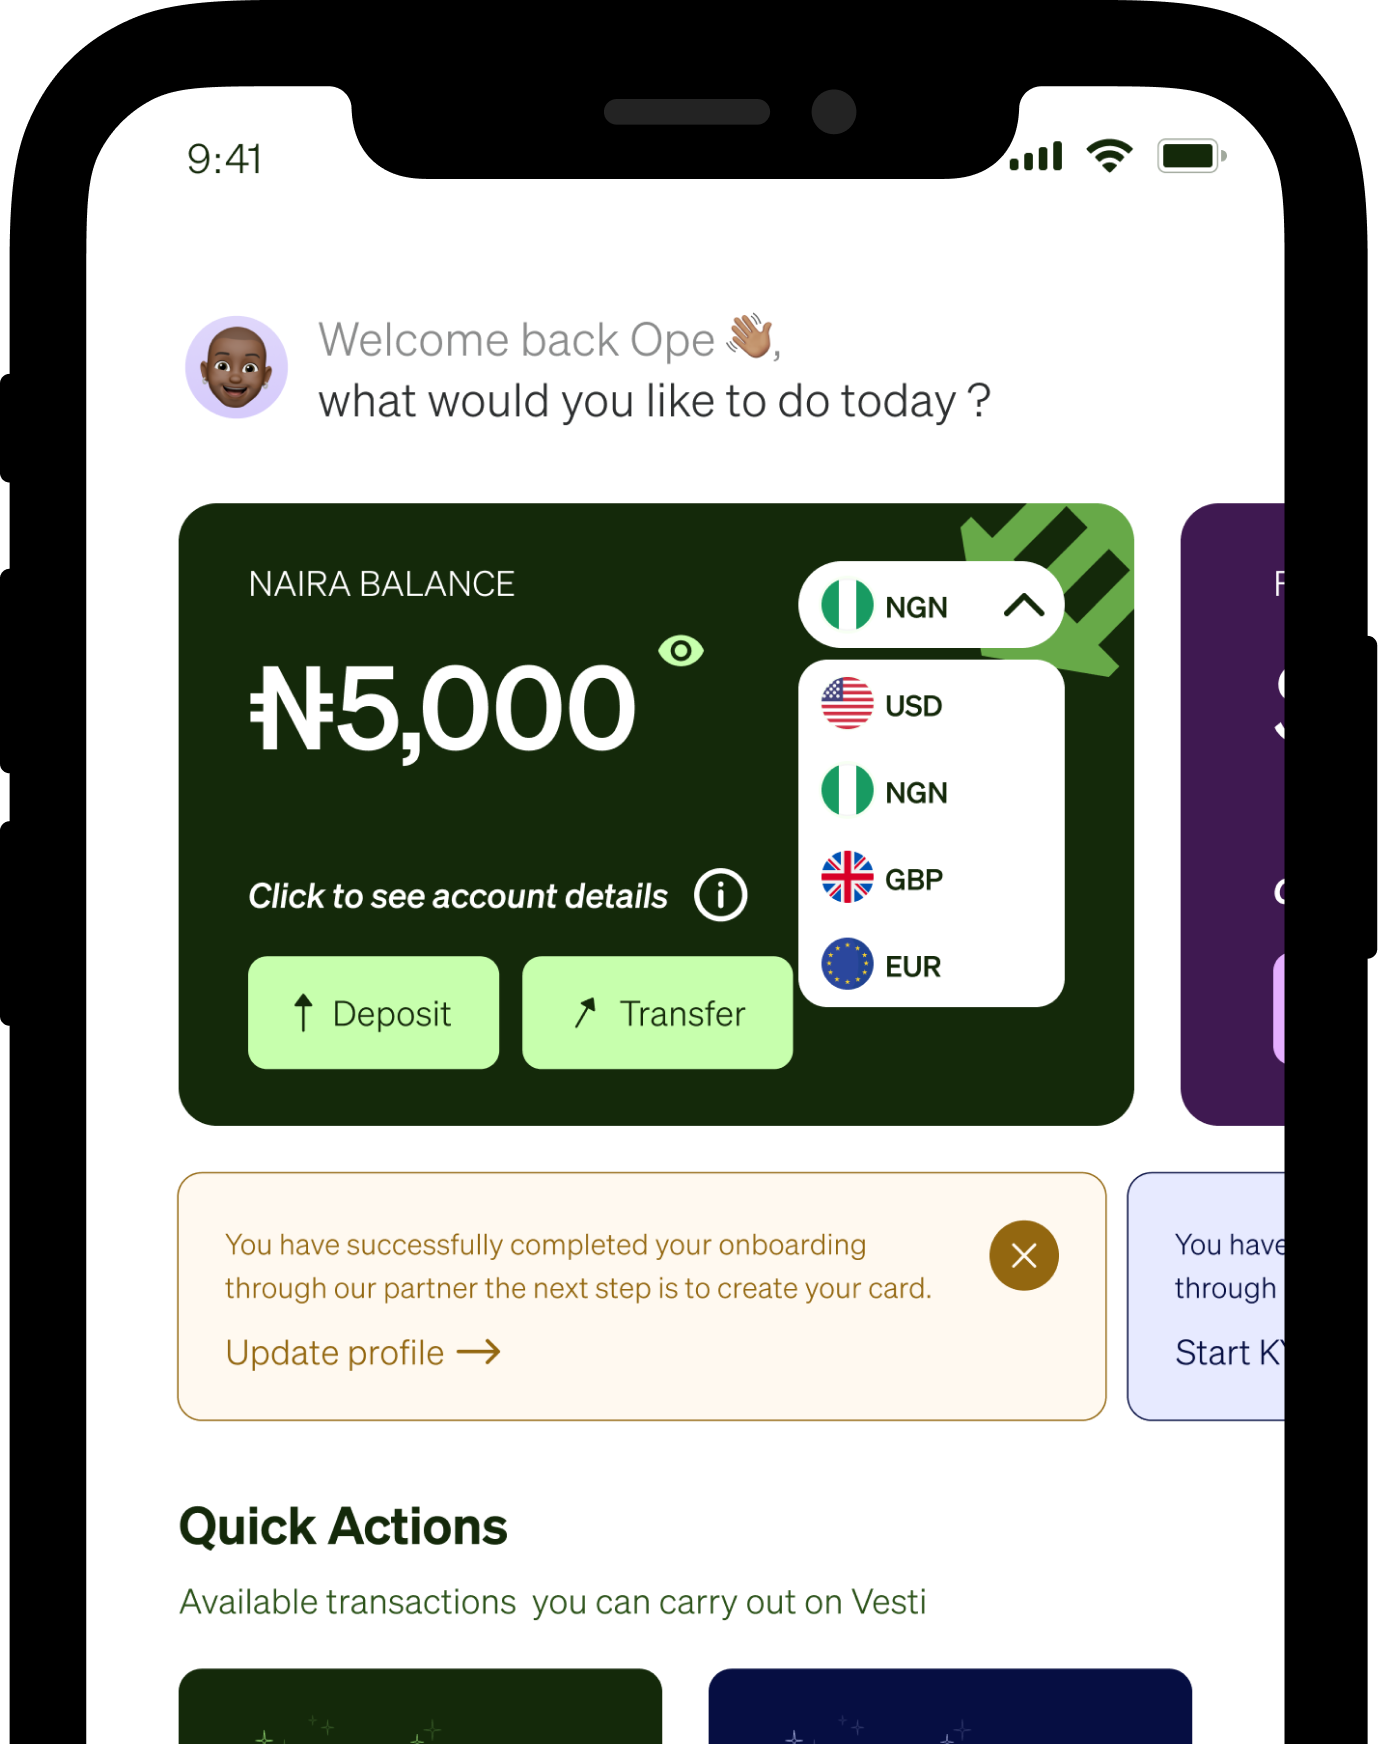 9:41
Welcome back Ope 👋🏽,
what would you like to do today ?
NAIRA BALANCE
₦5,000
NGN
USD
NGN
GBP
EUR
Click to see account details
Deposit
Transfer
You have successfully completed your onboarding
through our partner the next step is to create your card.
Update profile →
You have
through
Start
Quick Actions
Available transactions you can carry out on Vesti